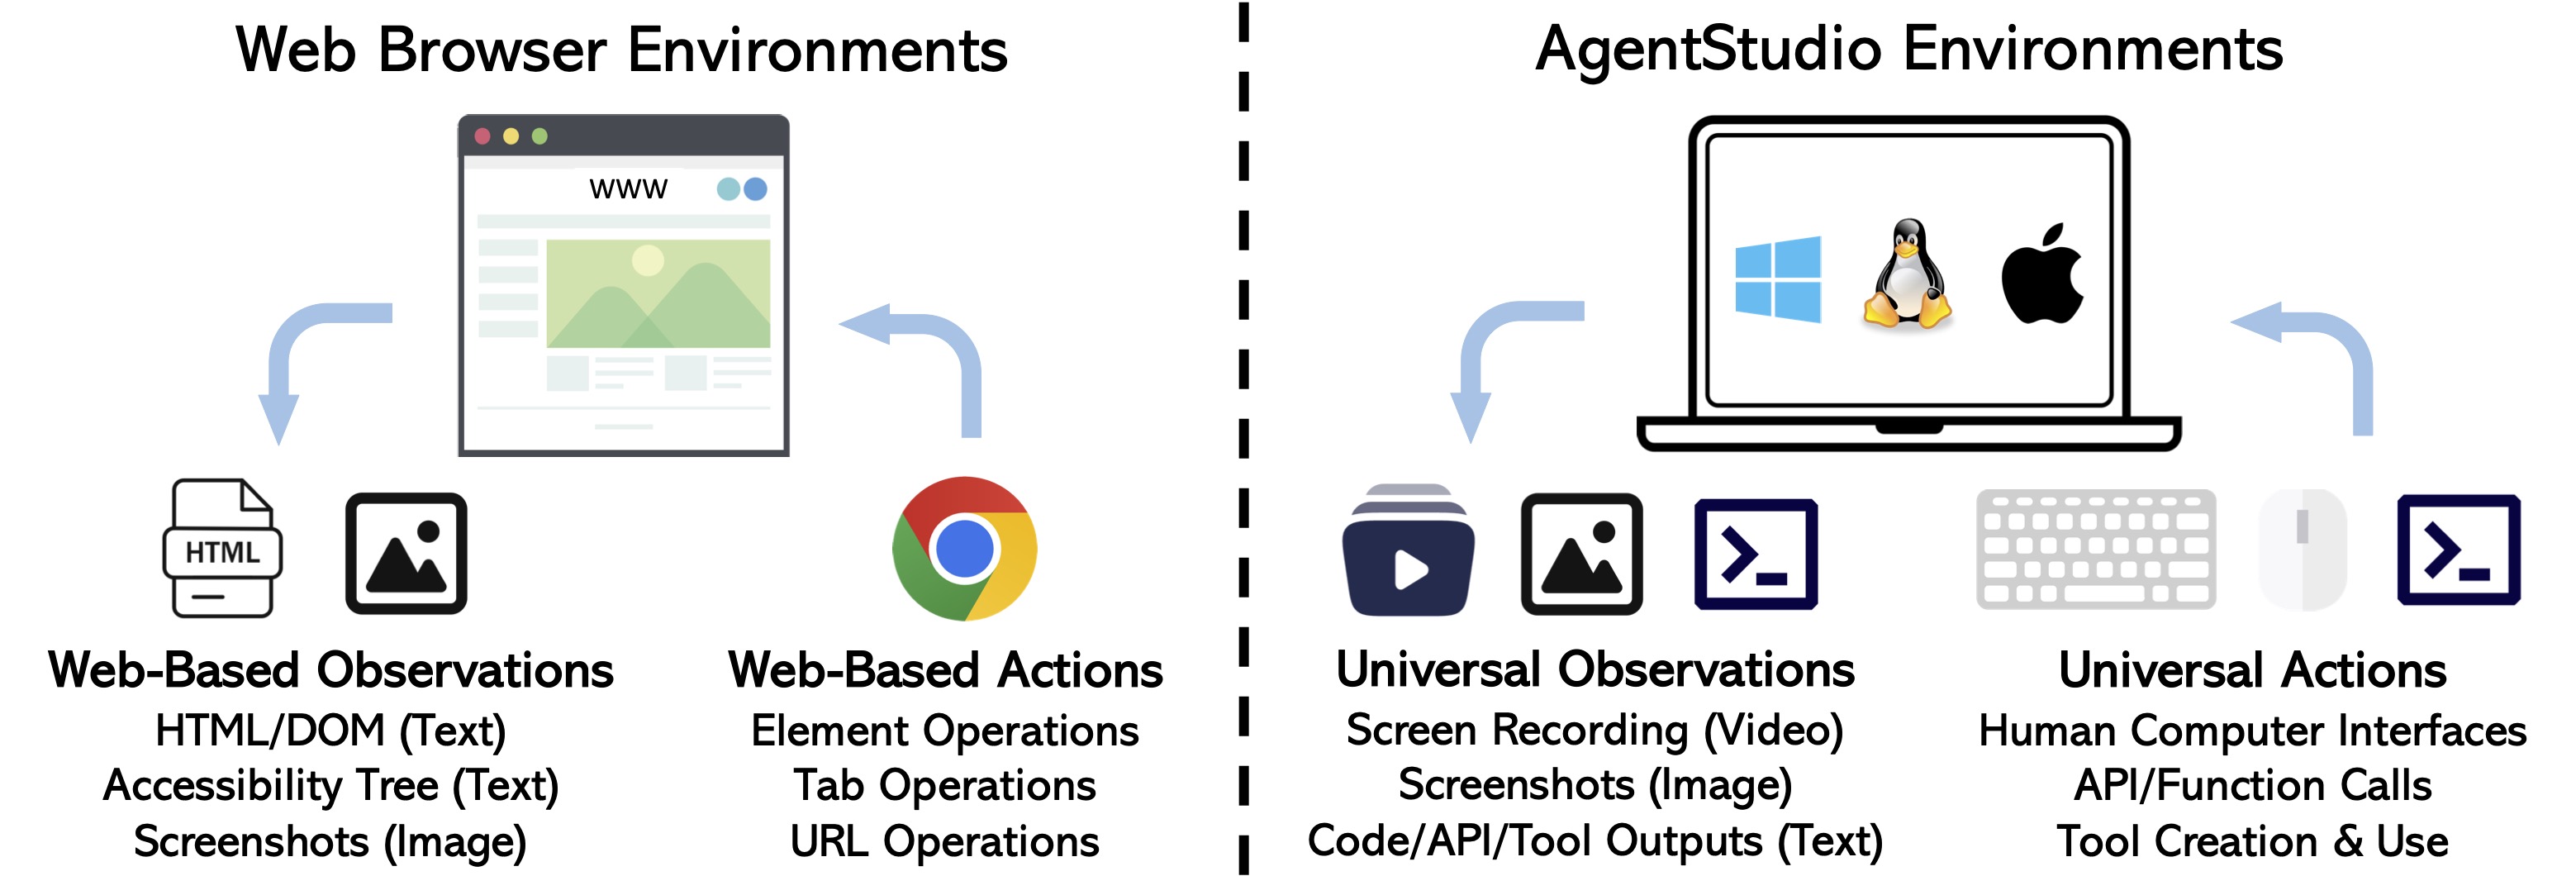 Web Browser Environments
WWW
HTML
Web-Based Observations
HTML/DOM (Text)
Accessibility Tree (Text)
Screenshots (Image)
Web-Based Actions
Element Operations
Tab Operations
URL Operations
AgentStudio Environments
Universal Observations
Screen Recording (Video)
Screenshots (Image)
Code/API/Tool Outputs (Text)
Universal Actions
Human Computer Interfaces
API/Function Calls
Tool Creation & Use